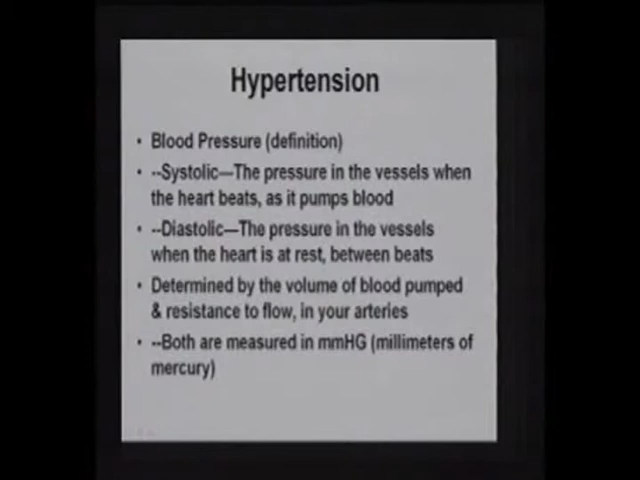 Hypertension
• Blood Pressure (definition)
• --Systolic—The pressure in the vessels when
the heart beats, as it pumps blood
• --Diastolic—The pressure in the vessels
when the heart is at rest, between beats
• Determined by the volume of blood pumped
& resistance to flow, in your arteries
• --Both are measured in mmHG (millimeters of
mercury)